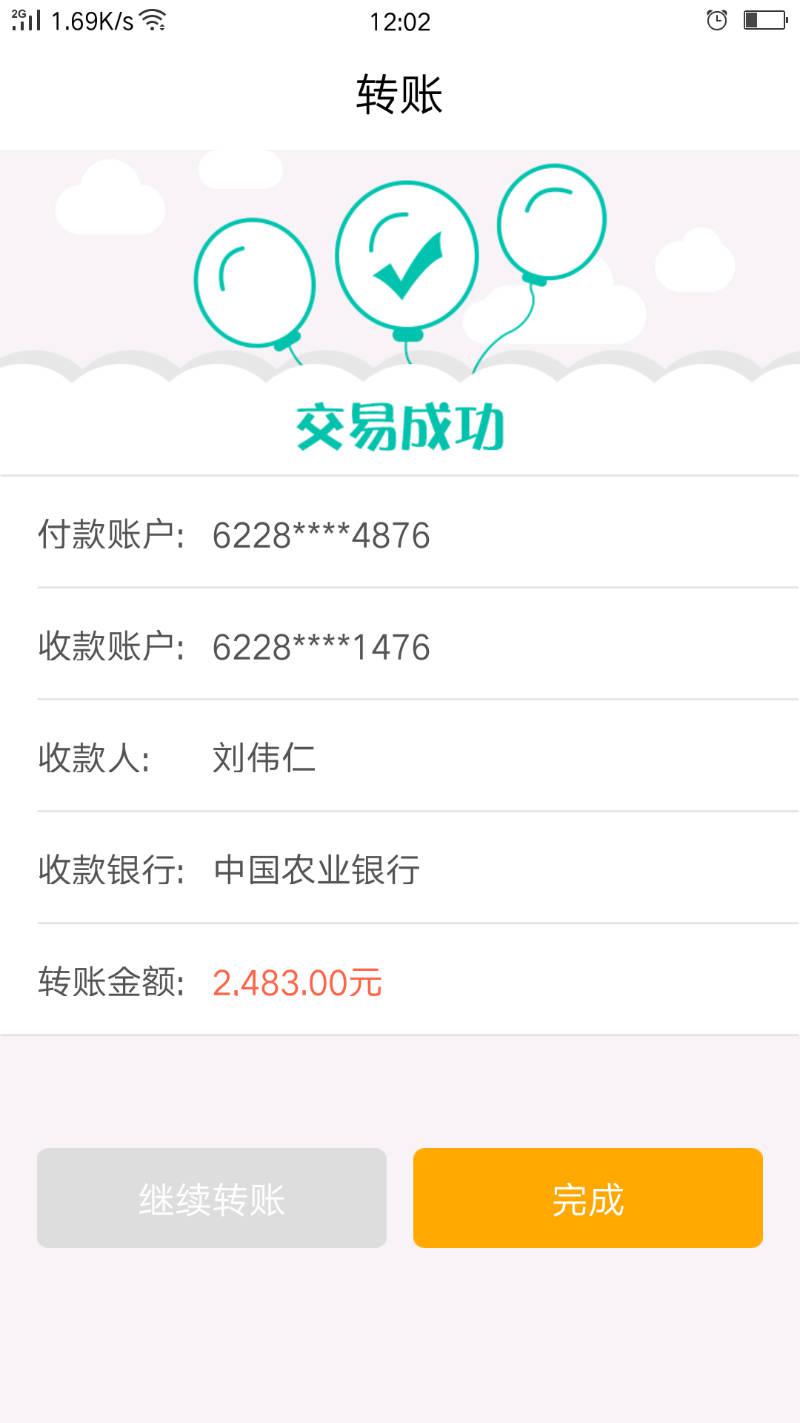 2G 1.69K/s 12:02
转账
交易成功
付款账户: 6228****4876
收款账户: 6228****1476
收款人: 刘伟仁
收款银行: 中国农业银行
转账金额: 2.483.00元
继续转账 完成